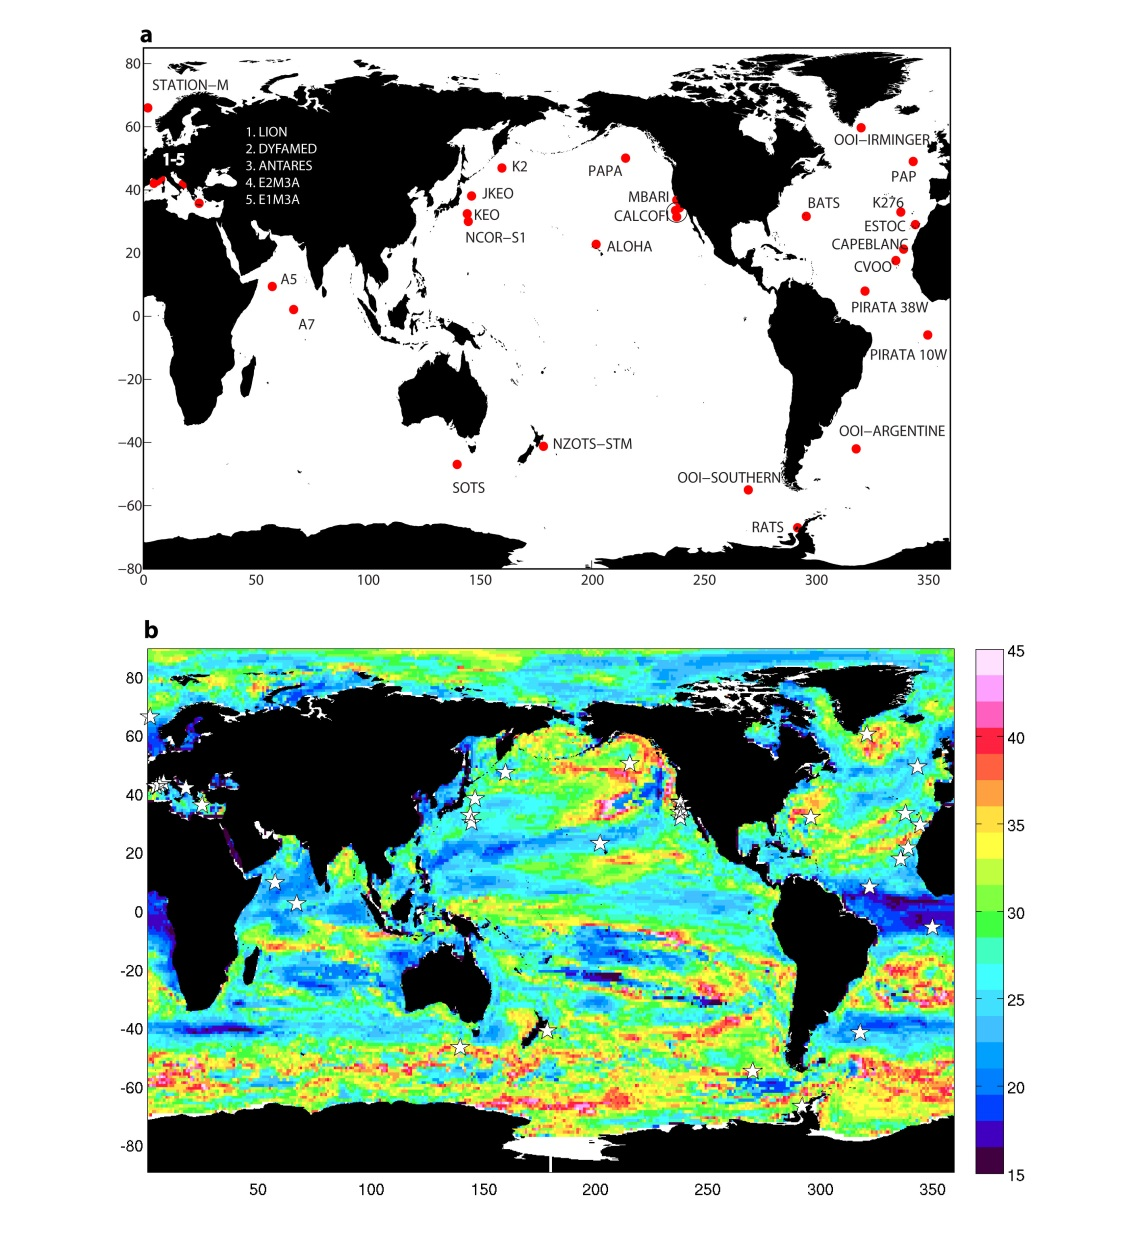 a
80
STATION−M
60
1. LION
OOI−IRMINGER
2. DYFAMED
1-5
3. ANTARES
K2
PAPA
PAP
4. E2M3A
40
JKEO
MBARI
BATS
K276
5. E1M3A
KEO
CALCOFI
ESTOC
NCOR−S1
ALOHA
CAPEBLANC
20
CVOO
A5
PIRATA 38W
0
A7
PIRATA 10W
−20
−40
NZOTS−STM
OOI−ARGENTINE
SOTS
OOI−SOUTHERN
−60
RATS
−80
0 50 100 150 200 250 300 350
b
45
80
60
40
40
35
20
0
30
-20
25
-40
-60
20
-80
15
50 100 150 200 250 300 350